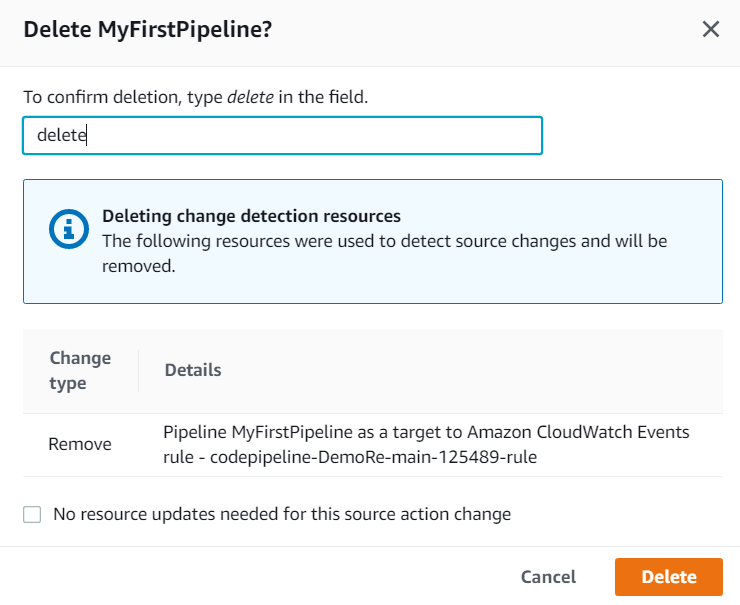 Delete MyFirstPipeline?
To confirm deletion, type delete in the field.
delete
Deleting change detection resources
The following resources were used to detect source changes and will be
removed.
Change
type
Details
Remove
Pipeline MyFirstPipeline as a target to Amazon CloudWatch Events
rule - codepipeline-DemoRe-main-125489-rule
No resource updates needed for this source action change
Cancel
Delete